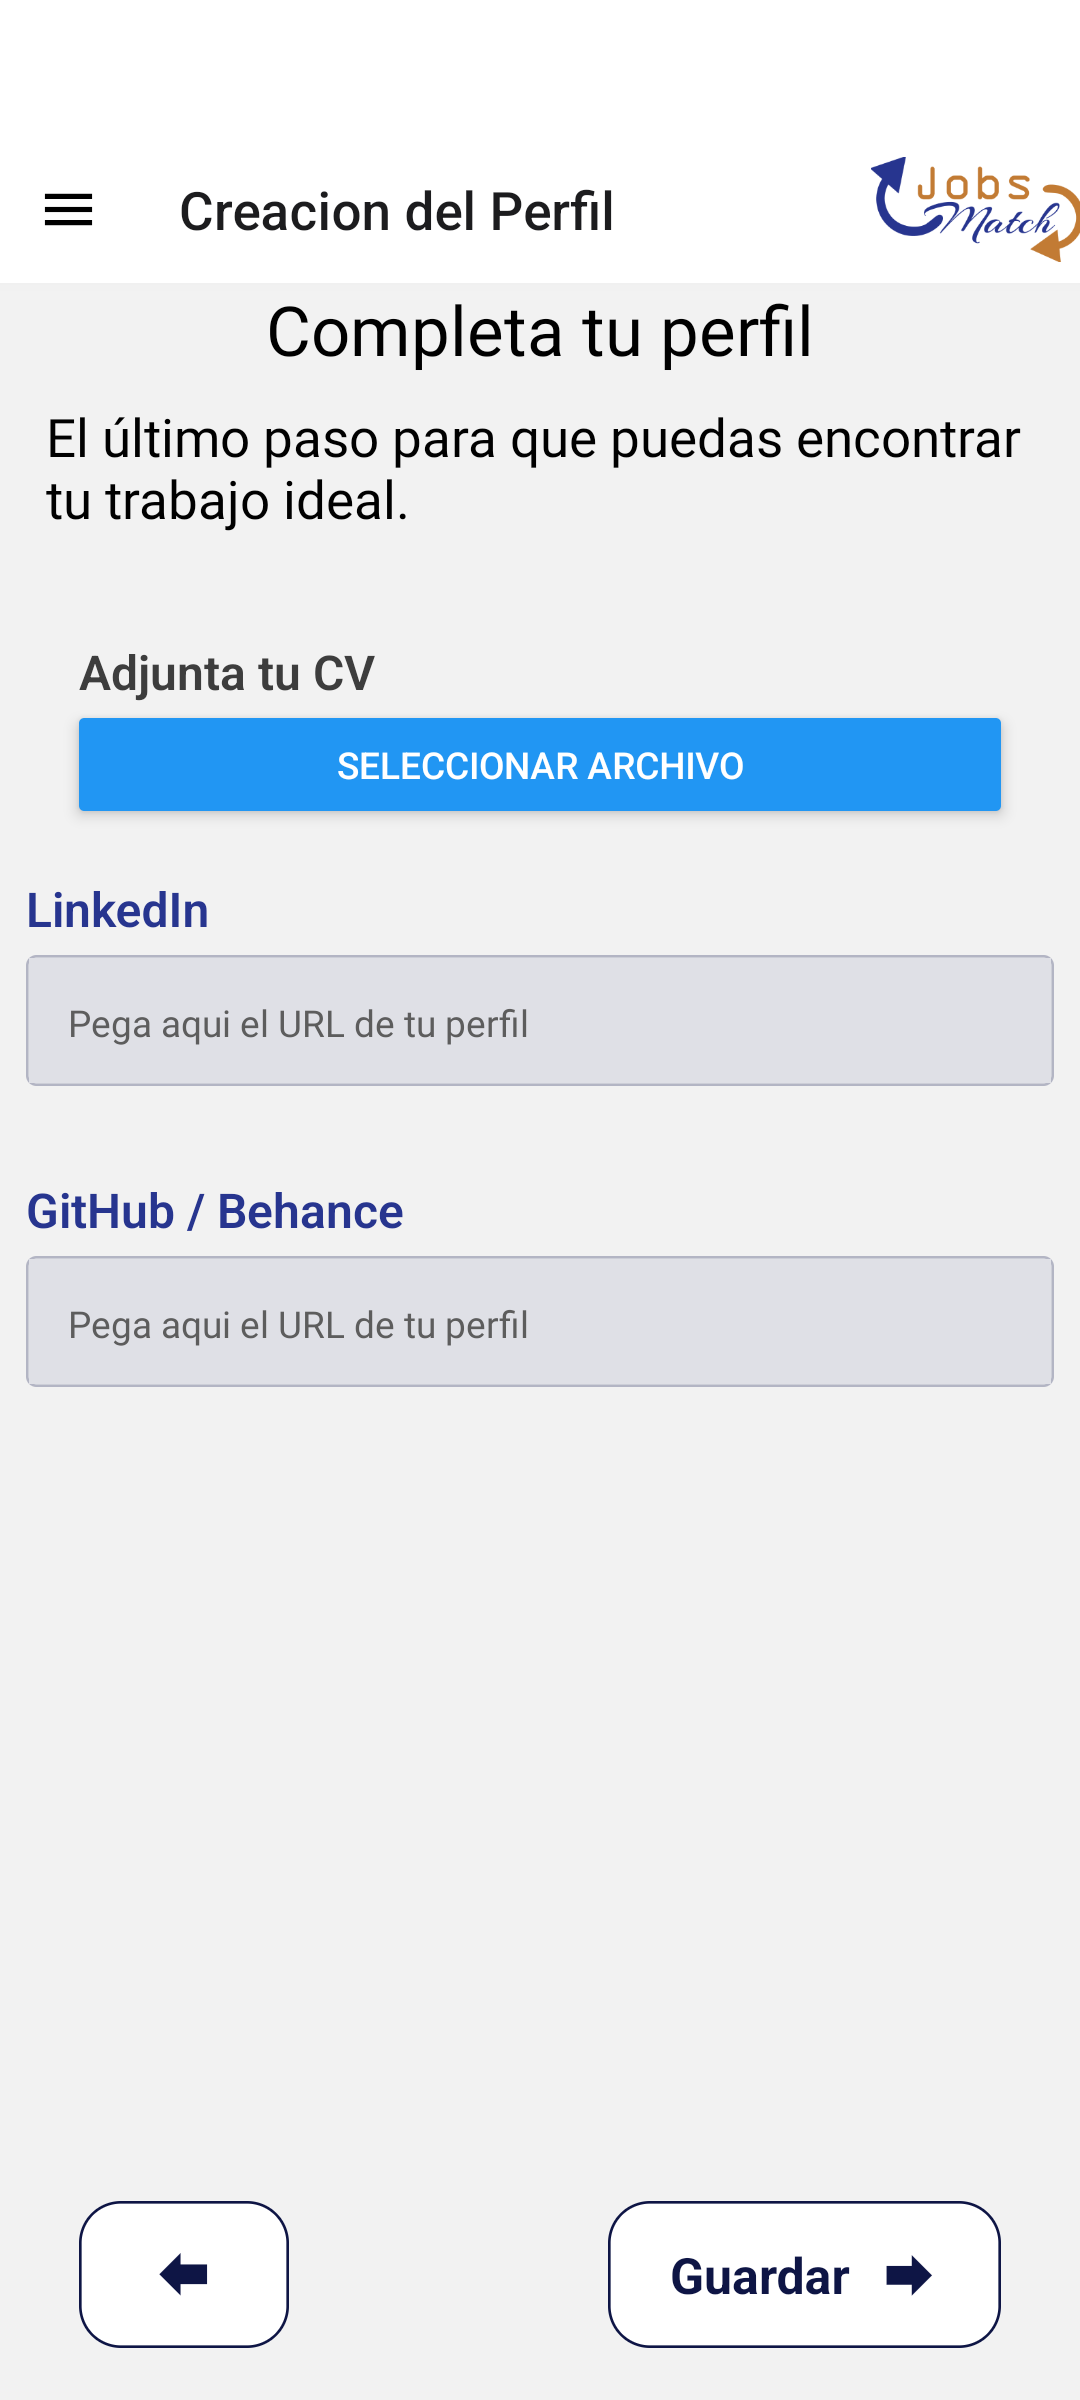 Creacion del Perfil
Jobs
Match
Completa tu perfil
El último paso para que puedas encontrar
tu trabajo ideal.
Adjunta tu CV
SELECCIONAR ARCHIVO
LinkedIn
Pega aqui el URL de tu perfil
GitHub / Behance
Pega aqui el URL de tu perfil
Guardar